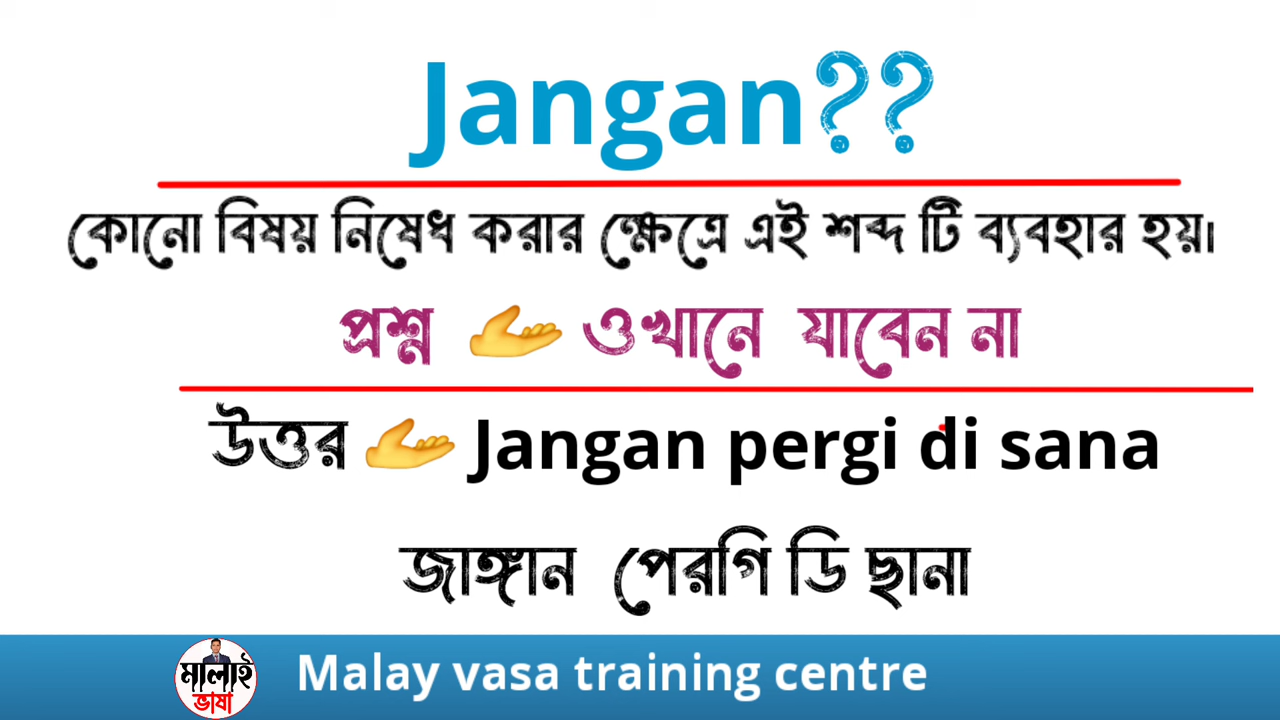 Jangan??
কোনো বিষয় নিষেধ করার ক্ষেত্রে এই শব্দ টি ব্যবহার হয়।
প্রশ্ন 🫴 ওখানে যাবেন না
উত্তর 🫴 Jangan pergi di sana
জাঙ্গান পেরগি ডি ছানা
মালাই
ভাষা
Malay vasa training centre